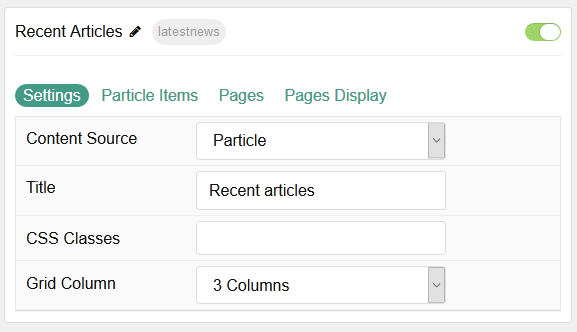 Recent Articles latestnews
Settings Particle Items Pages Pages Display
Content Source Particle
Title Recent articles
CSS Classes
Grid Column 3 Columns